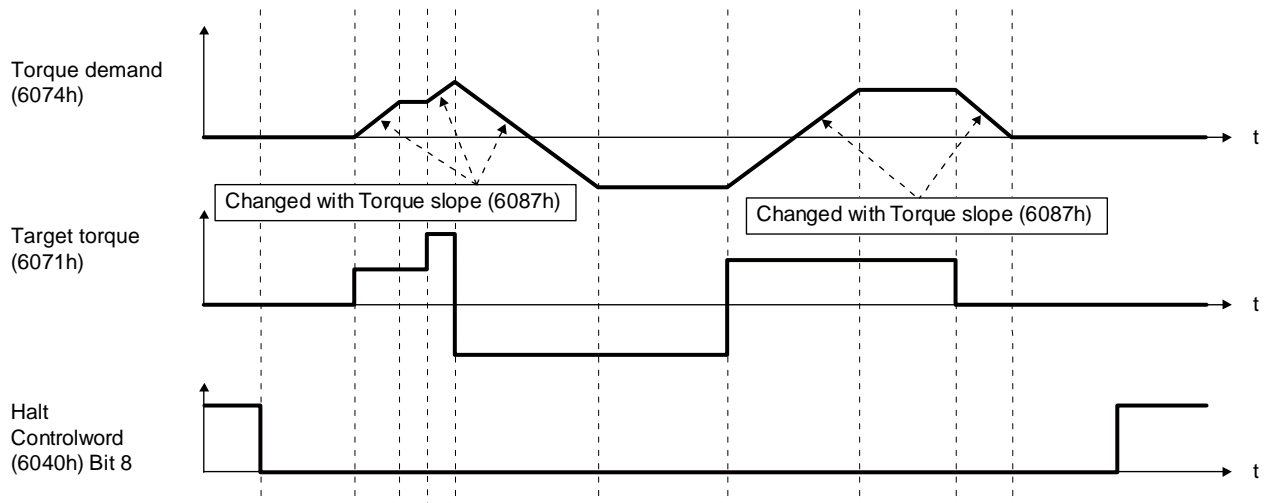 Torque demand
(6074h)
t
Changed with Torque slope (6087h)
Changed with Torque slope (6087h)
Target torque
(6071h)
t
Halt
Controlword
(6040h) Bit 8
t